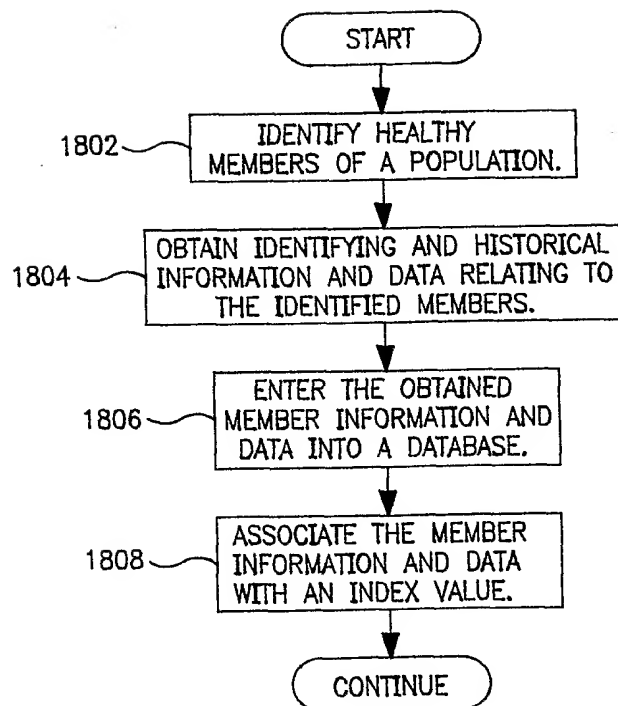 START
1802
IDENTIFY HEALTHY
MEMBERS OF A POPULATION.
1804
OBTAIN IDENTIFYING AND HISTORICAL
INFORMATION AND DATA RELATING TO
THE IDENTIFIED MEMBERS.
1806
ENTER THE OBTAINED
MEMBER INFORMATION AND
DATA INTO A DATABASE.
1808
ASSOCIATE THE MEMBER
INFORMATION AND DATA
WITH AN INDEX VALUE.
CONTINUE